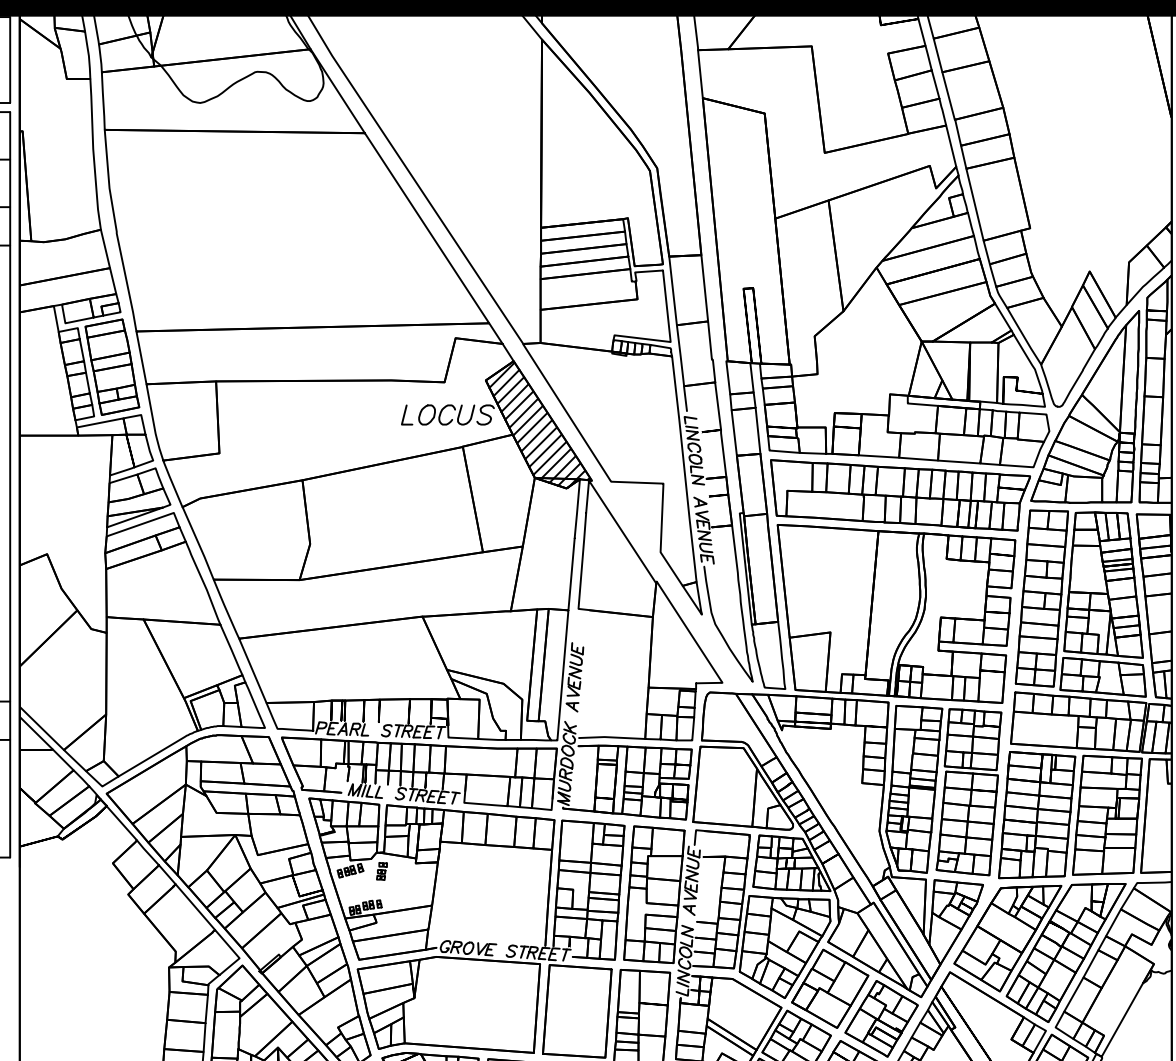 LOCUS
LINCOLN AVENUE
MURDOCK AVENUE
PEARL STREET
MILL STREET
LINCOLN AVENUE
GROVE STREET